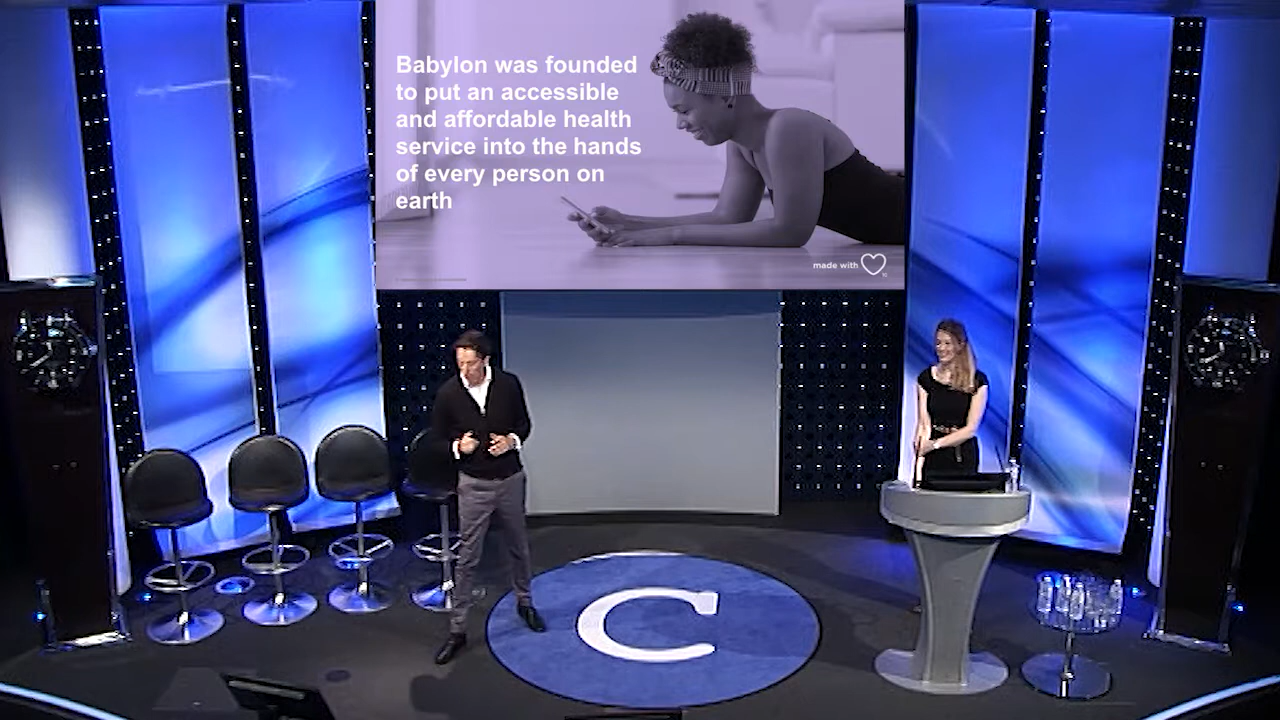 Babylon was founded
to put an accessible
and affordable health
service into the hands
of every person on
earth
made with
C